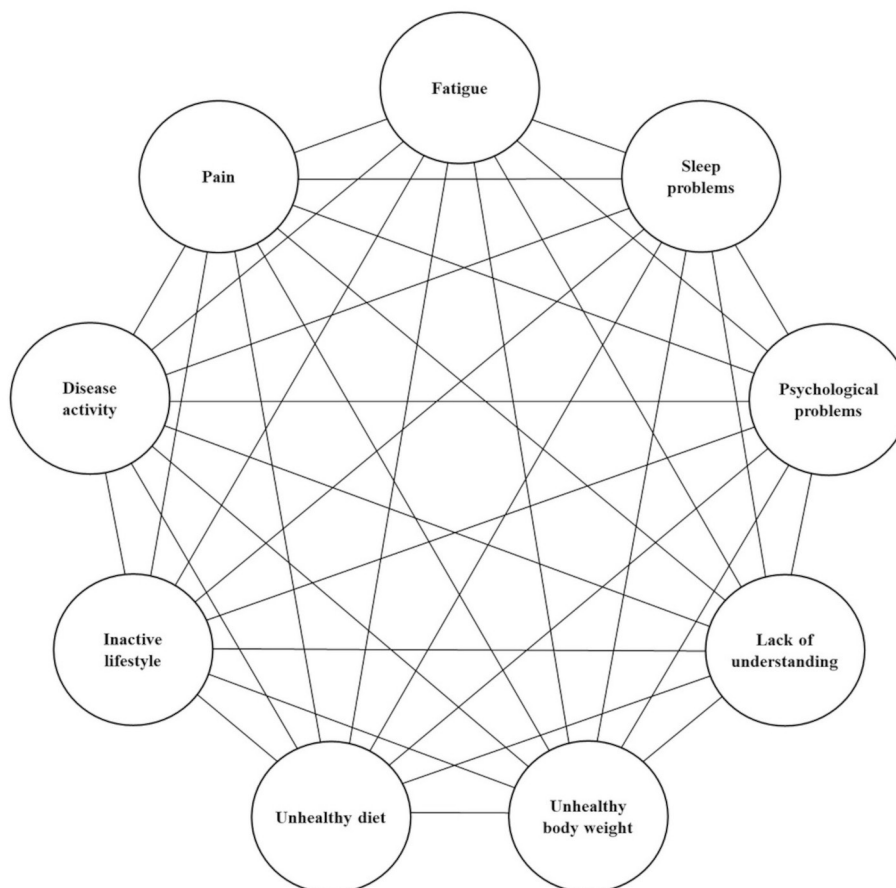 Fatigue
Pain
Sleep
problems
Disease
activity
Psychological
problems
Inactive
lifestyle
Lack of
understanding
Unhealthy diet
Unhealthy
body weight